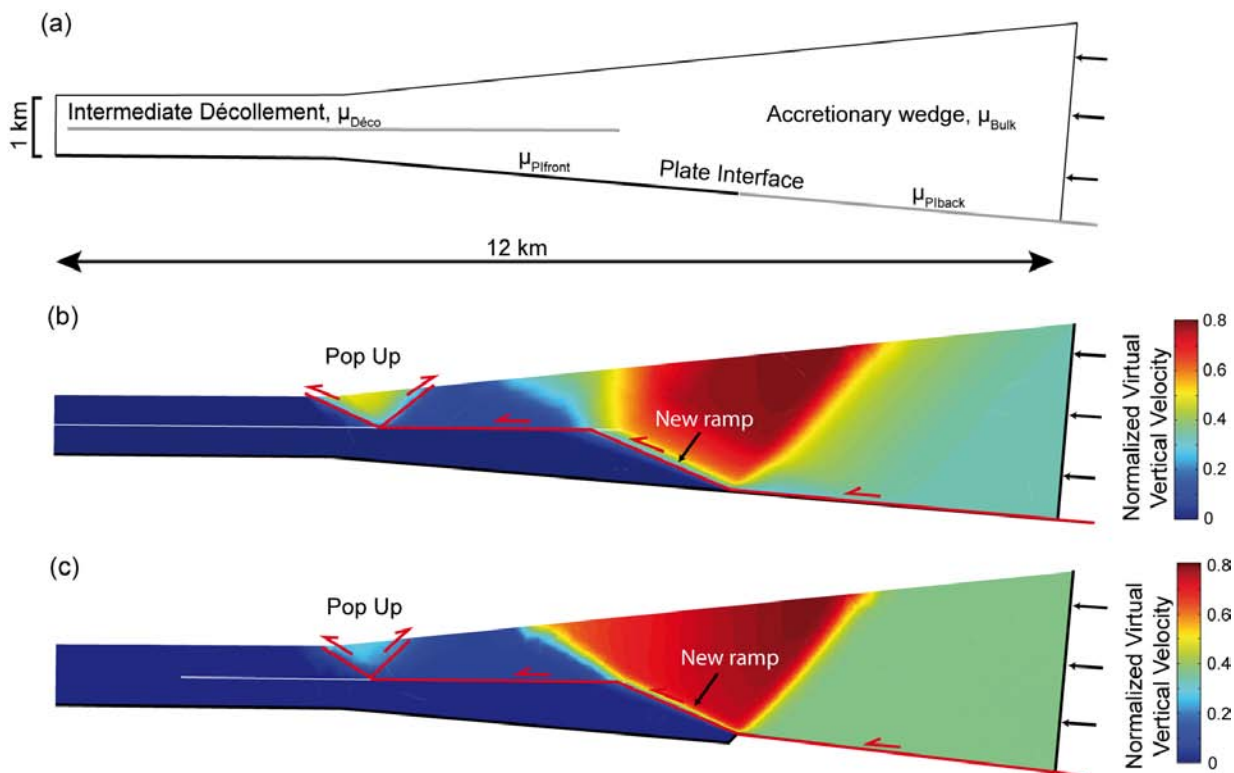 (a)
1 km
Intermediate Décollement, μDéco
Accretionary wedge, μBulk
μPIfront
Plate Interface
μPIback
12 km
(b)
Pop Up
New ramp
Normalized Virtual
Vertical Velocity
0.8
0.6
0.4
0.2
0
(c)
Pop Up
New ramp
Normalized Virtual
Vertical Velocity
0.8
0.6
0.4
0.2
0